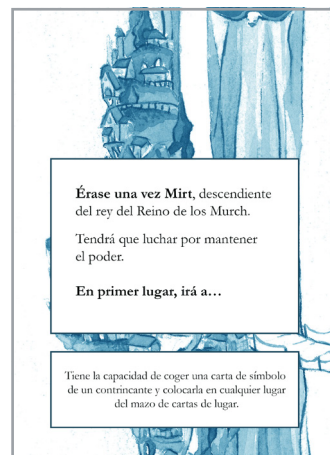 Érase una vez Mirt, descendiente
del rey del Reino de los Murch.
Tendrá que luchar por mantener
el poder.
En primer lugar, irá a…
Tiene la capacidad de coger una carta de símbolo
de un contrincante y colocarla en cualquier lugar
del mazo de cartas de lugar.